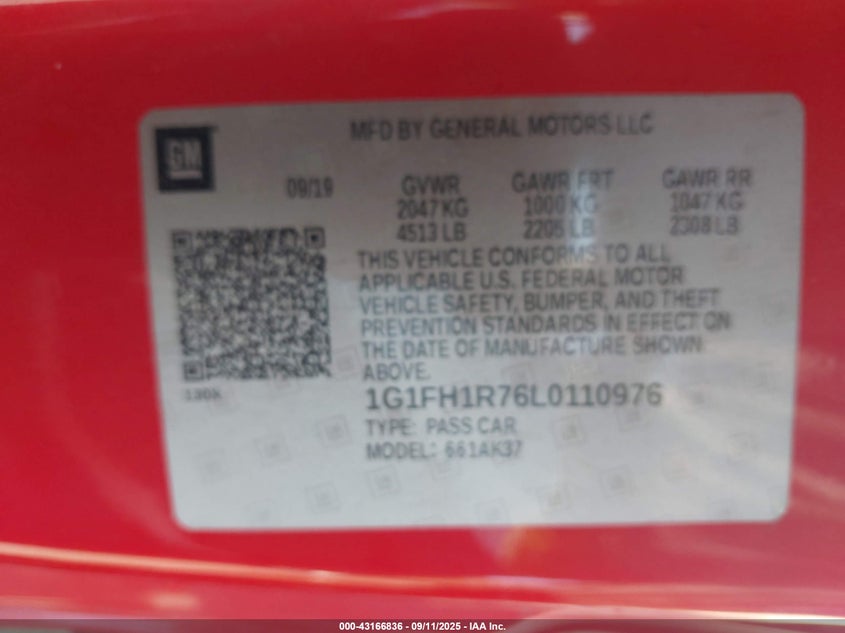 GM
MFD BY GENERAL MOTORS LLC
09/19
GVWR
2047 KG
4513 LB
GAWR FRT
1000 KG
2205 LB
GAWR RR
1047 KG
2308 LB
THIS VEHICLE CONFORMS TO ALL
APPLICABLE U.S. FEDERAL MOTOR
VEHICLE SAFETY, BUMPER, AND THEFT
PREVENTION STANDARDS IN EFFECT ON
THE DATE OF MANUFACTURE SHOWN
ABOVE.
1G1FH1R76L0110976
TYPE: PASS CAR
MODEL: 661AK37
000-43166836 - 09/11/2025 - IAA Inc.